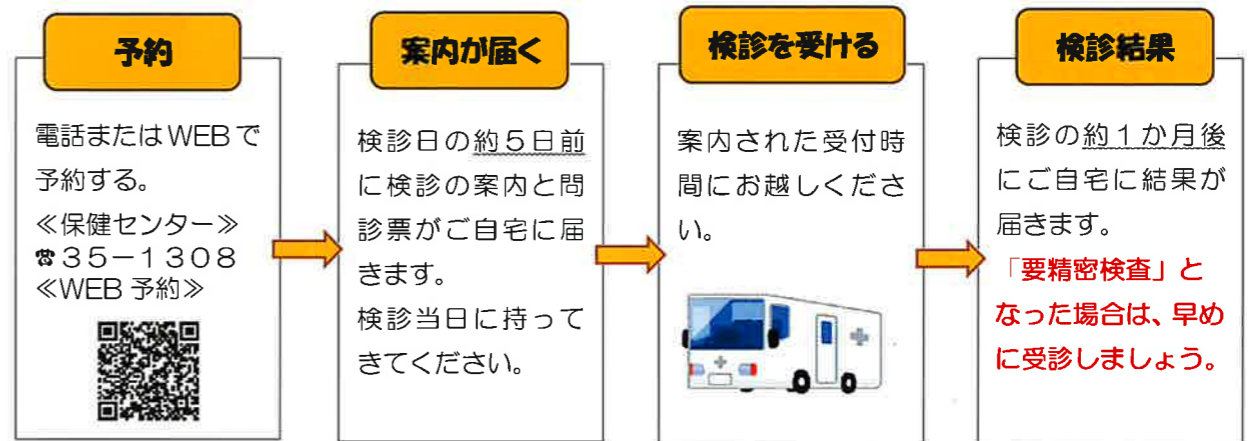 予約
電話またはWEBで
予約する。
≪保健センター≫
☎35－1308
≪WEB 予約≫
案内が届く
検診日の約５日前
に検診の案内と問
診票がご自宅に届
きます。
検診当日に持って
きてください。
検診を受ける
案内された受付時
間にお越しくださ
い。
検診結果
検診の約１か月後
にご自宅に結果が
届きます。
「要精密検査」と
なった場合は、早め
に受診しましょう。